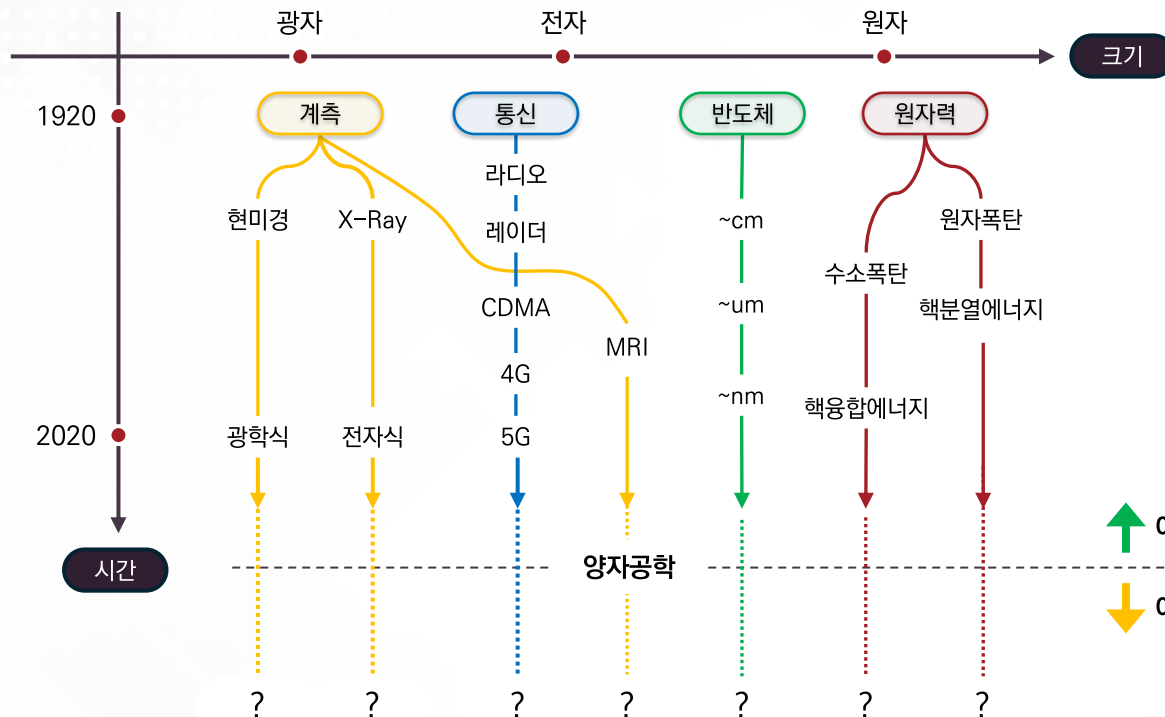 광자
전자
원자
크기
1920
계측
통신
반도체
원자력
라디오
현미경
X-Ray
레이더
~cm
원자폭탄
수소폭탄
CDMA
~um
핵분열에너지
MRI
4G
~nm
핵융합에너지
2020
광학식
전자식
5G
시간
양자공학
? ? ? ? ? ? ?